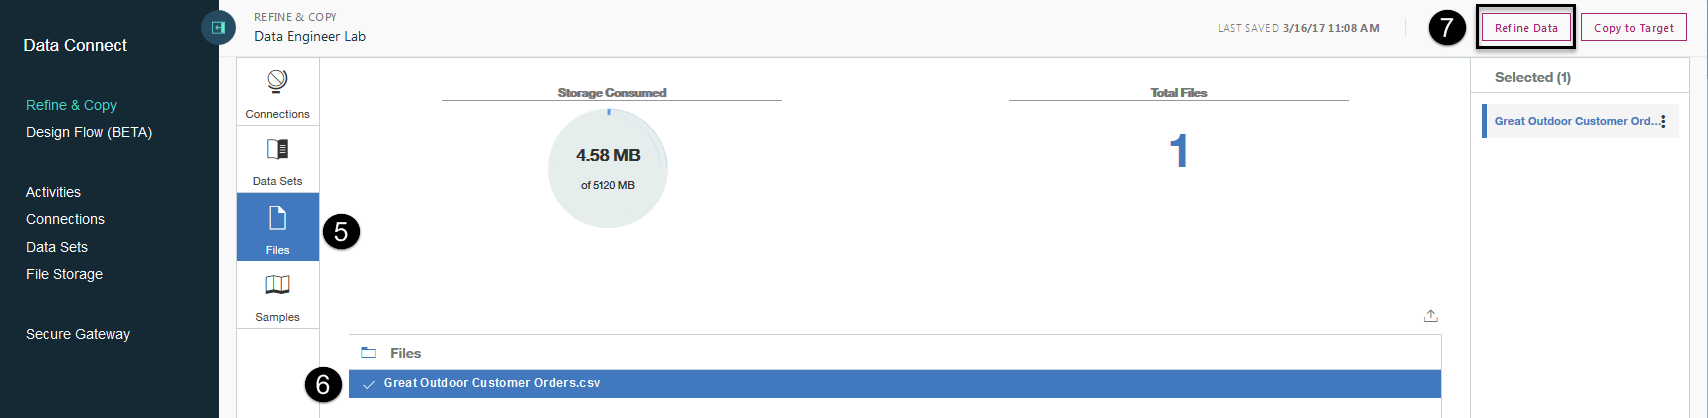 Data Connect
Refine & Copy
Design Flow (BETA)
Activities
Connections
Data Sets
File Storage
Secure Gateway
REFINE & COPY
Data Engineer Lab
LAST SAVED 3/16/17 11:08 AM
7
Refine Data
Copy to Target
Connections
Data Sets
Files
5
Samples
Storage Consumed
4.58 MB
of 5120 MB
Total Files
1
Selected (1)
Great Outdoor Customer Ord...
Files
6
Great Outdoor Customer Orders.csv